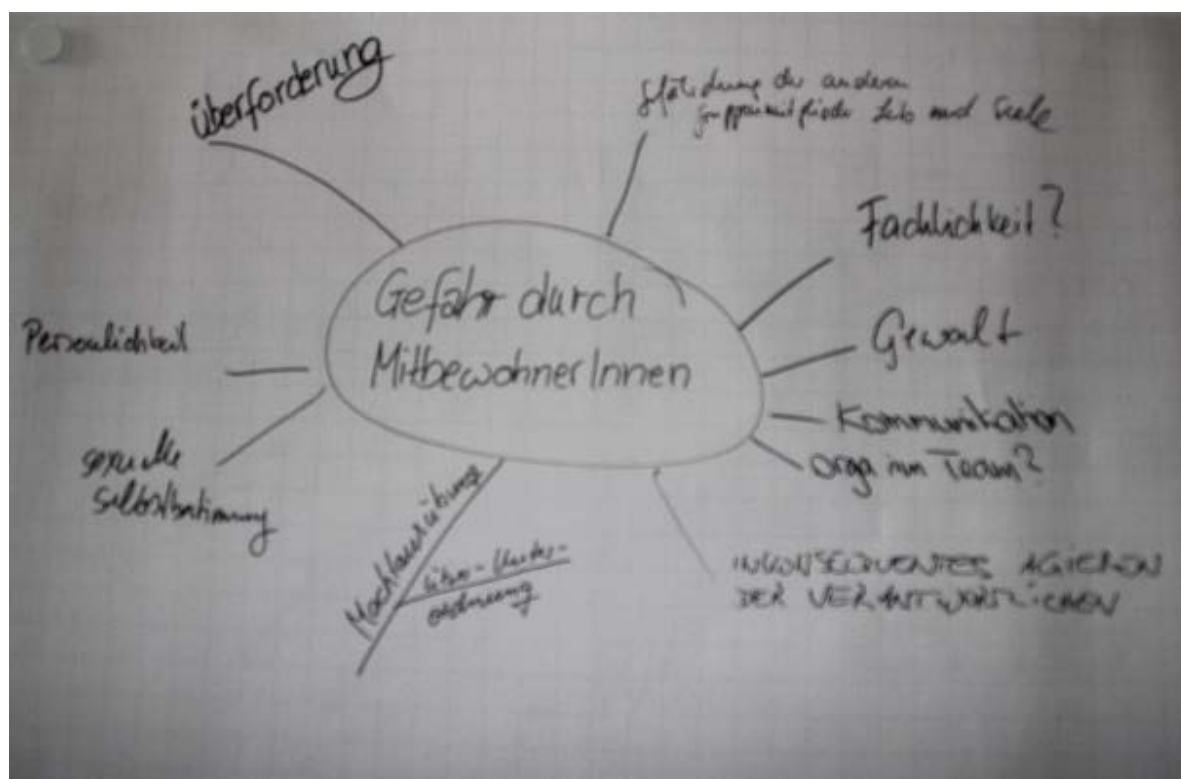 überforderung
Gefährdung der anderen
Gruppenmitglieder Leib und Seele
Fachlichkeit?
Gefahr durch
MitbewohnerInnen
Gewalt
Persönlichkeit
Kommunikation
Orga im Team?
sexuelle
Selbstbestimmung
Machtausübung
Über-Unter-
ordnung
INKONSEQUENTES AGIEREN
DER VERANTWORTLICHEN